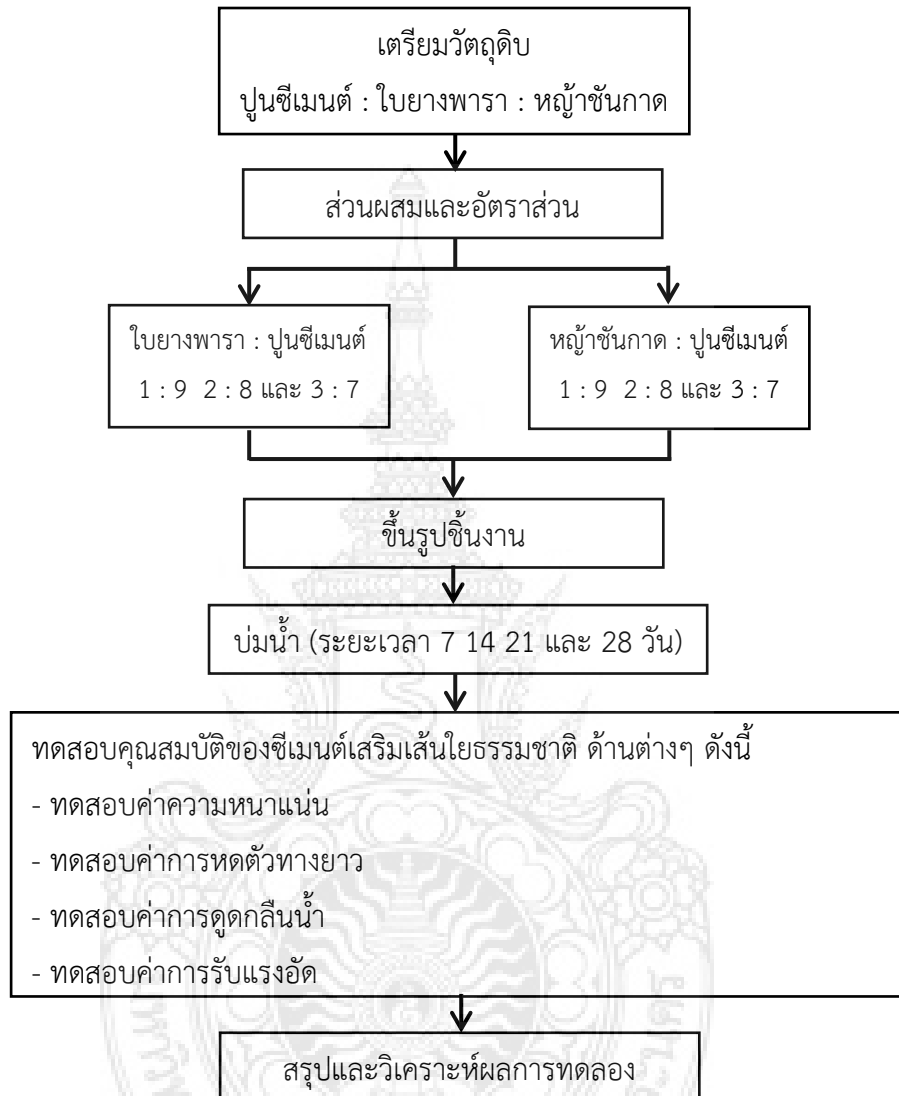 เตรียมวัตถุดิบ
ปูนซีเมนต์ : ใบยางพารา : หญ้าชันกาด
ส่วนผสมและอัตราส่วน
ใบยางพารา : ปูนซีเมนต์
1 : 9 2 : 8 และ 3 : 7
หญ้าชันกาด : ปูนซีเมนต์
1 : 9 2 : 8 และ 3 : 7
ขึ้นรูปชิ้นงาน
บ่มน้ำ (ระยะเวลา 7 14 21 และ 28 วัน)
ทดสอบคุณสมบัติของซีเมนต์เสริมเส้นใยธรรมชาติ ด้านต่างๆ ดังนี้
- ทดสอบค่าความหนาแน่น
- ทดสอบค่าการหดตัวทางยาว
- ทดสอบค่าการดูดกลืนน้ำ
- ทดสอบค่าการรับแรงอัด
สรุปและวิเคราะห์ผลการทดลอง